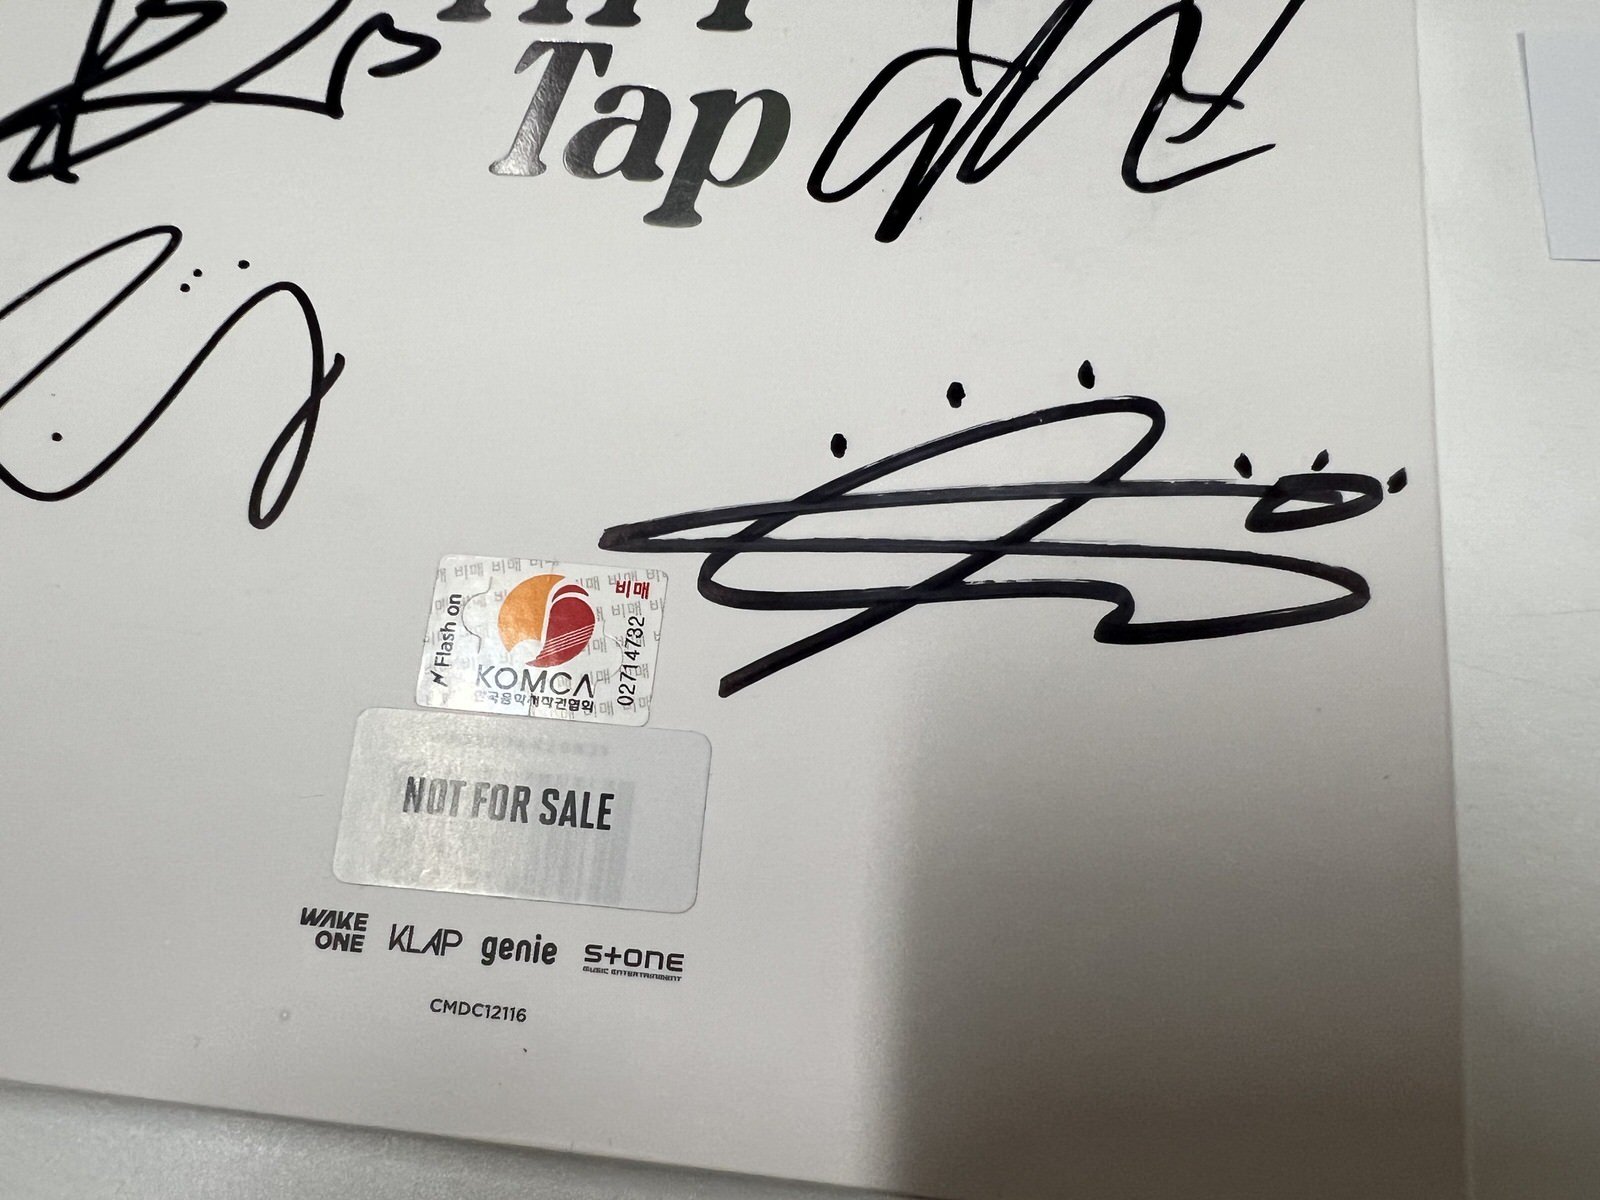 Tap
Flash on
비매
KOMCA
한국음악저작권협회
02714732
NOT FOR SALE
WAKE ONE
KLAP
genie
STONE
MUSIC ENTERTAINMENT
CMDC12116